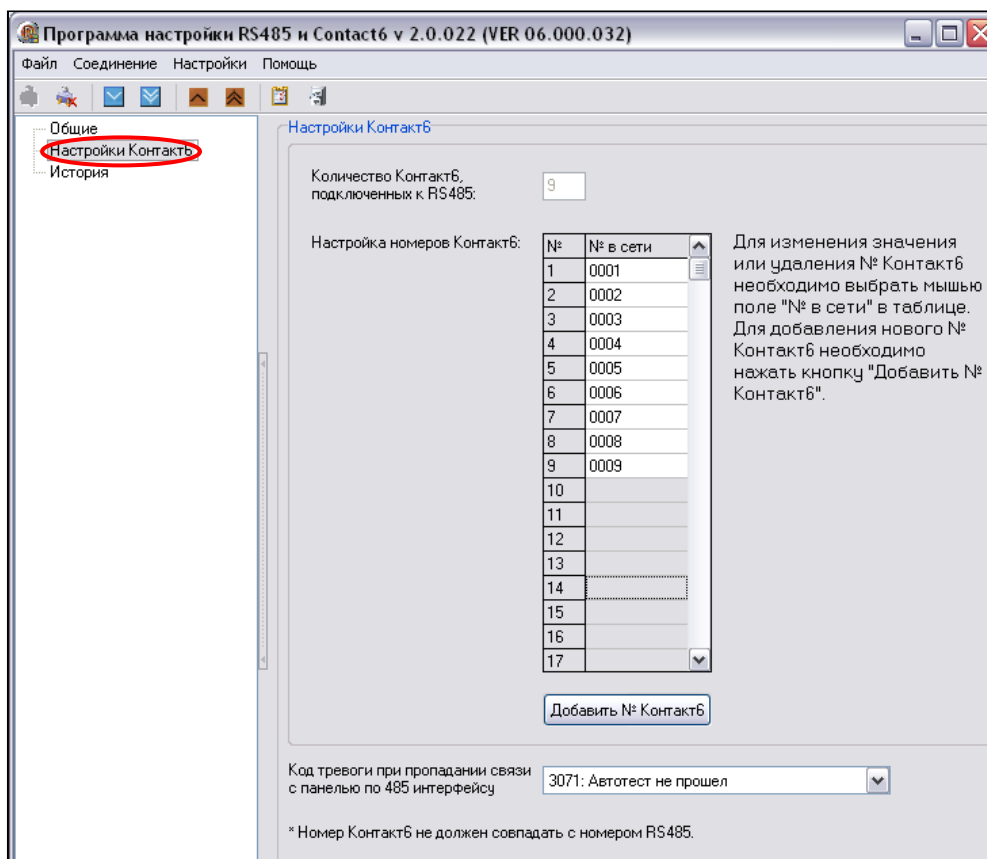 Программа настройки RS485 и Contact6 v 2.0.022 (VER 06.000.032)
Файл Соединение Настройки Помощь
Общие
Настройки Контакт6
История
Настройки Контакт6
Количество Контакт6,
подключенных к RS485:
9
Настройка номеров Контакт6:
№ № в сети
1 0001
2 0002
3 0003
4 0004
5 0005
6 0006
7 0007
8 0008
9 0009
10
11
12
13
14
15
16
17
Для изменения значения
или удаления № Контакт6
необходимо выбрать мышью
поле "№ в сети" в таблице.
Для добавления нового №
Контакт6 необходимо
нажать кнопку "Добавить №
Контакт6".
Добавить № Контакт6
Код тревоги при пропадании связи
с панелью по 485 интерфейсу
3071: Автотест не прошел
* Номер Контакт6 не должен совпадать с номером RS485.